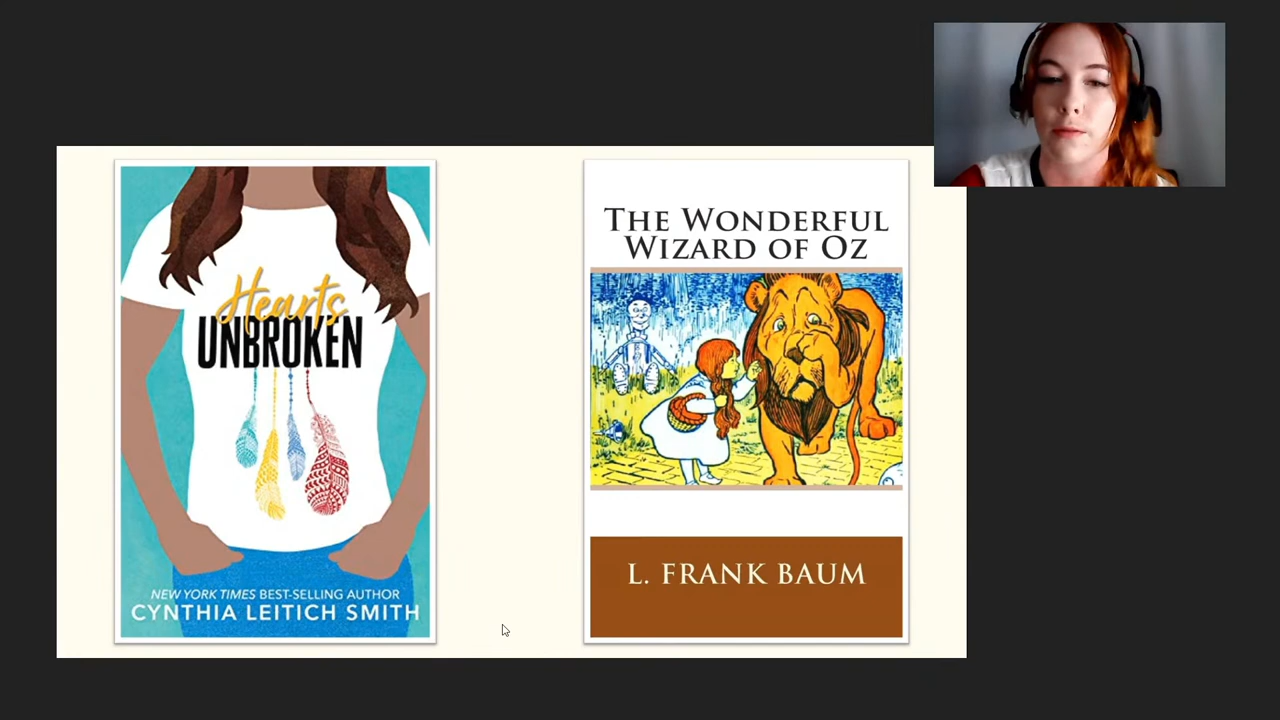 Hearts
UNBROKEN
NEW YORK TIMES BEST-SELLING AUTHOR
CYNTHIA LEITICH SMITH
THE WONDERFUL
WIZARD OF OZ
L. FRANK BAUM